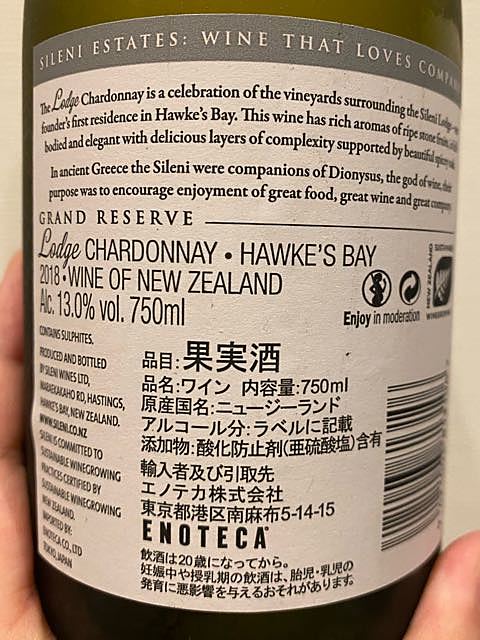 SILENI ESTATES: WINE THAT LOVES COMPA
The Lodge Chardonnay is a celebration of the vineyards surrounding the Sileni Lodge
founder's first residence in Hawke's Bay. This wine has rich aromas of ripe stone fruits,
bodied and elegant with delicious layers of complexity supported by beautiful spicy
In ancient Greece the Sileni were companions of Dionysus, the god of wine, their
purpose was to encourage enjoyment of great food, great wine and great company.
GRAND RESERVE
Lodge CHARDONNAY • HAWKE'S BAY
2018 • WINE OF NEW ZEALAND
Alc. 13.0% vol. 750ml
Enjoy in moderation
NEW ZEALAND
WINEGROWING
SUSTAINABLE
CONTAINS SULPHITES.
PRODUCED AND BOTTLED
BY SILENI WINES LTD,
MARAEKAKAHO RD, HASTINGS,
HAWKE'S BAY, NEW ZEALAND.
WWW.SILENI.CO.NZ
SILENI IS COMMITTED TO
SUSTAINABLE WINEGROWING
PRACTICES CERTIFIED BY
SUSTAINABLE WINEGROWING
NEW ZEALAND.
IMPORTED BY:
ENOTECA CO., LTD
TOKYO, JAPAN
品目:果実酒
品名:ワイン 内容量:750ml
原産国名:ニュージーランド
アルコール分:ラベルに記載
添加物:酸化防止剤(亜硫酸塩)含有
輸入者及び引取先
エノテカ株式会社
東京都港区南麻布5-14-15
ENOTECA
飲酒は20歳になってから。
妊娠中や授乳期の飲酒は、胎児・乳児の
発育に悪影響を与えるおそれがあります。